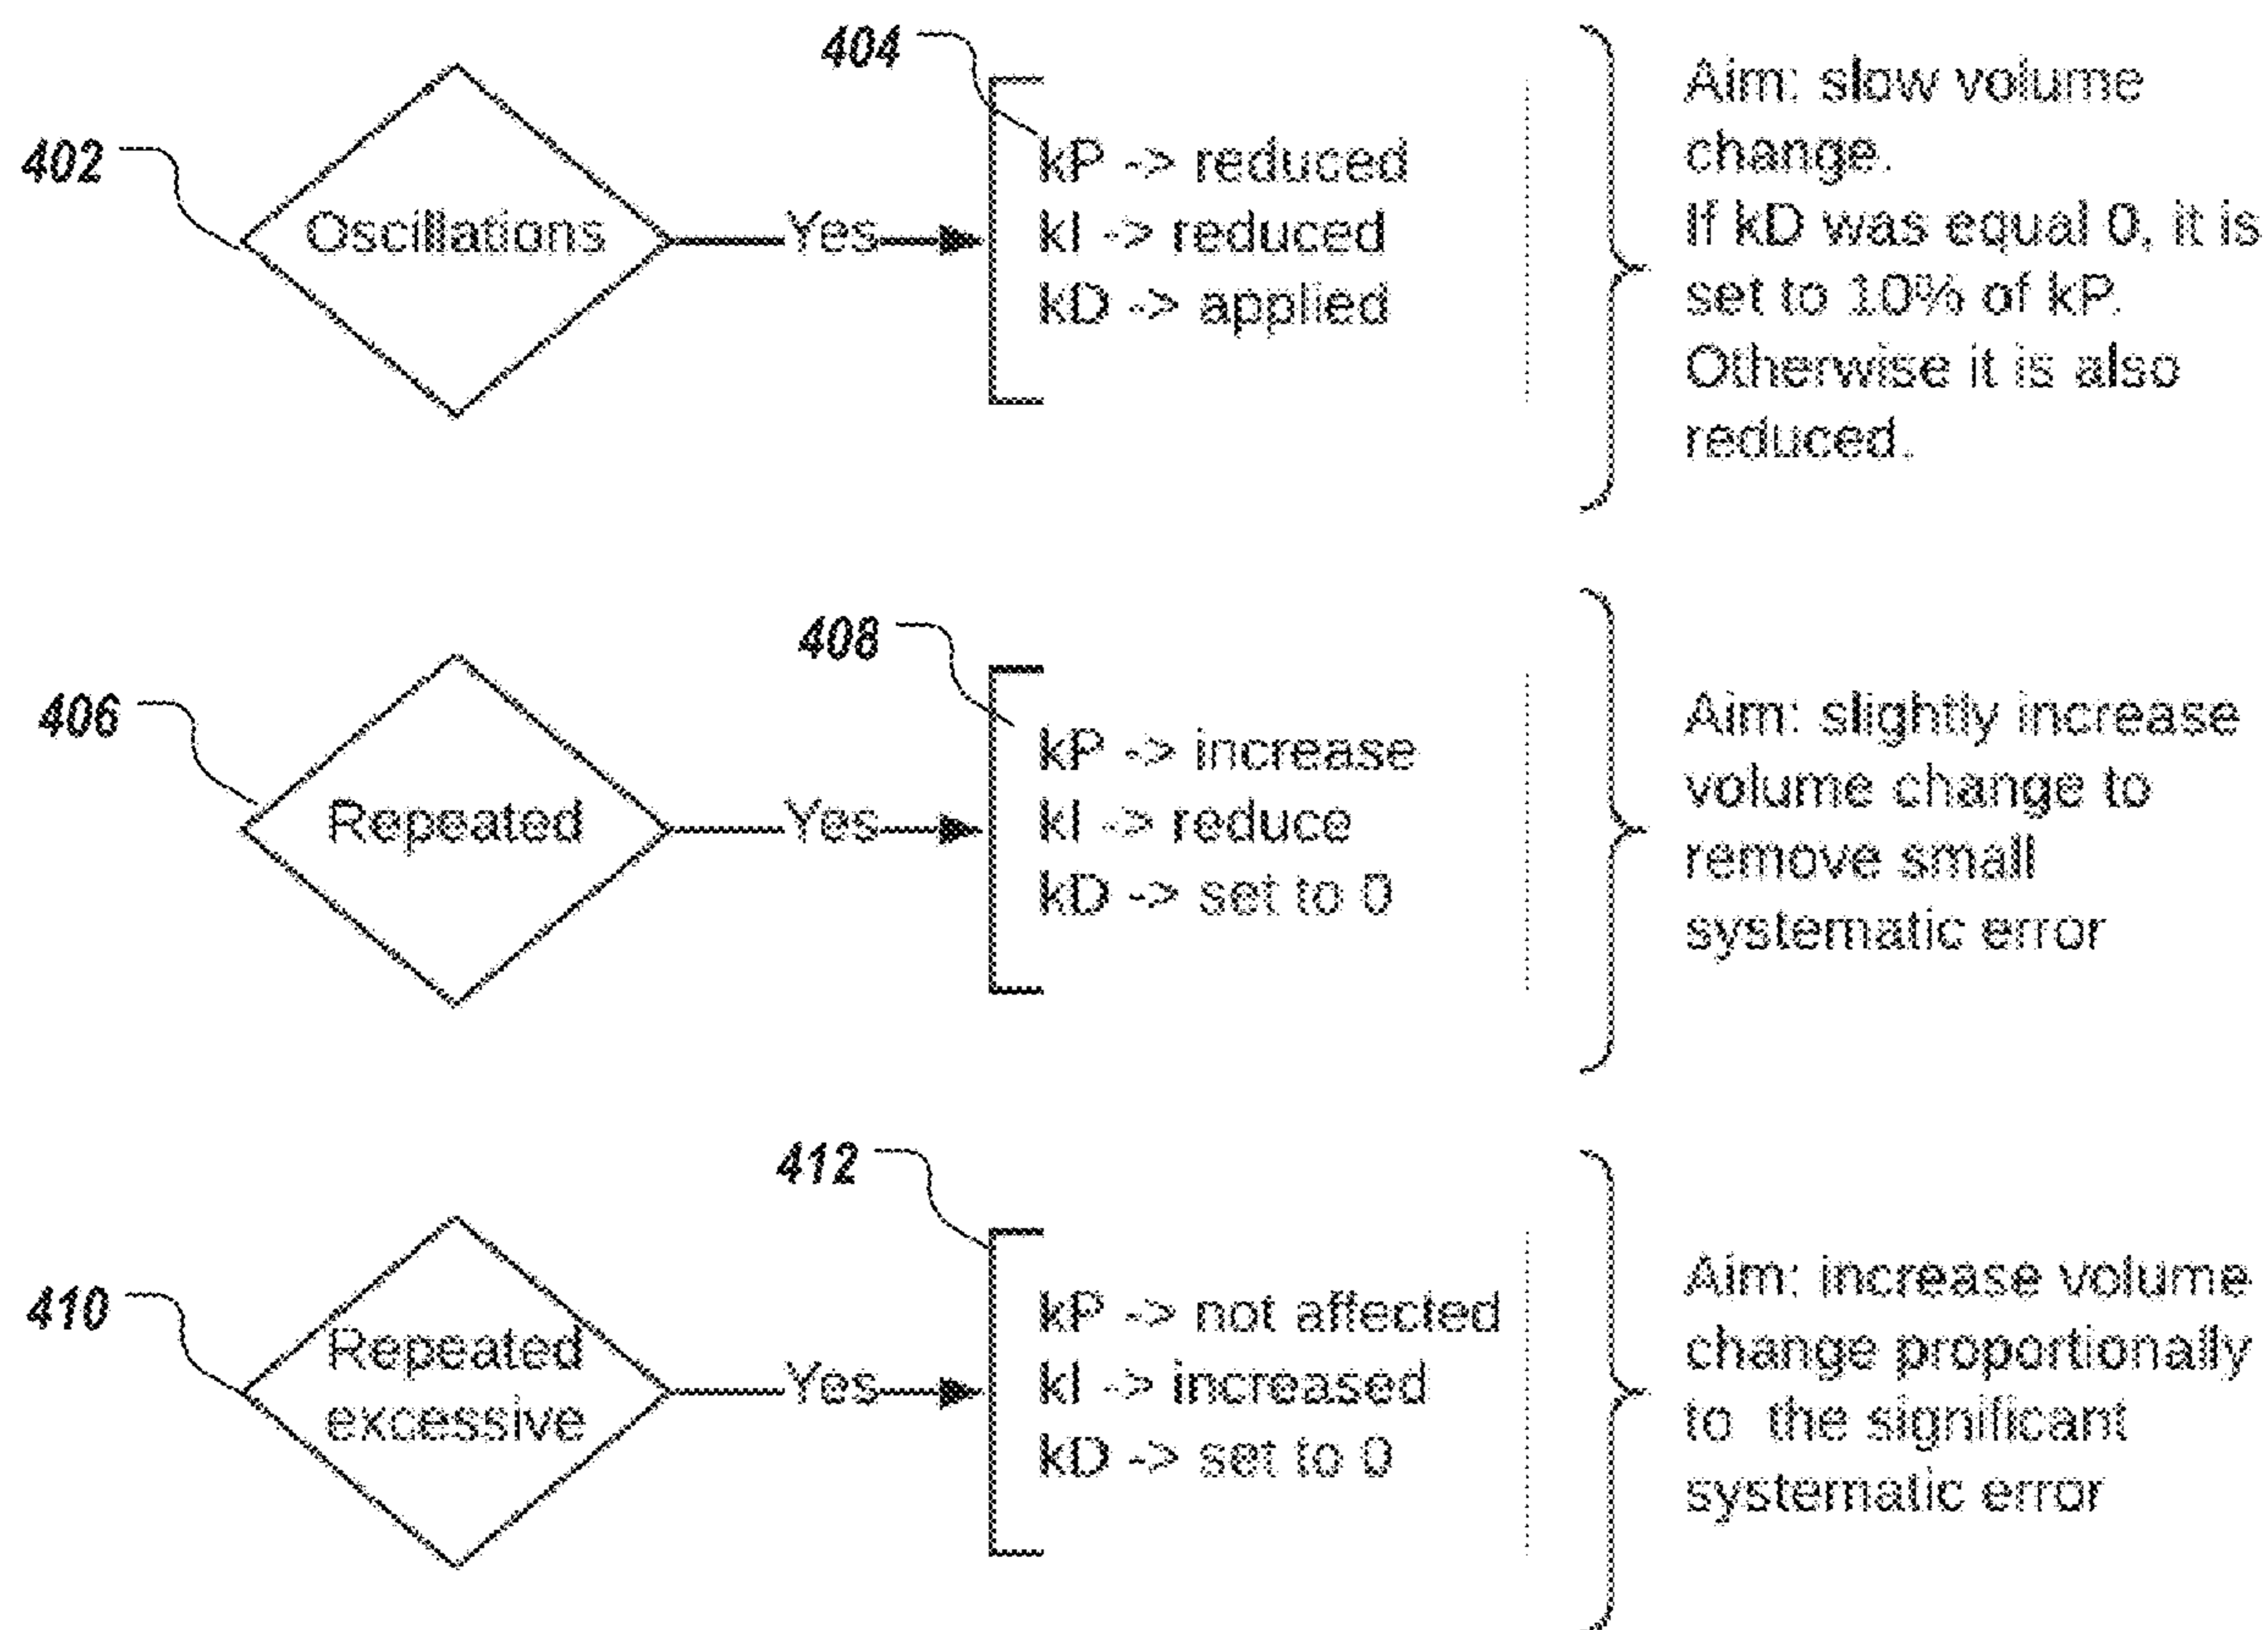 404
Aim: slow volume
change.
If kD was equal 0, it is
set to 10% of kP.
Otherwise it is also
reduced.
402
Oscillations
Yes
kP -> reduced
kI -> reduced
kD -> applied
408
406
Repeated
Yes
kP -> increase
kI -> reduce
kD -> set to 0
Aim: slightly increase
volume change to
remove small
systematic error
412
410
Repeated
excessive
Yes
kP -> not affected
kI -> increased
kD -> set to 0
Aim: increase volume
change proportionally
to the significant
systematic error